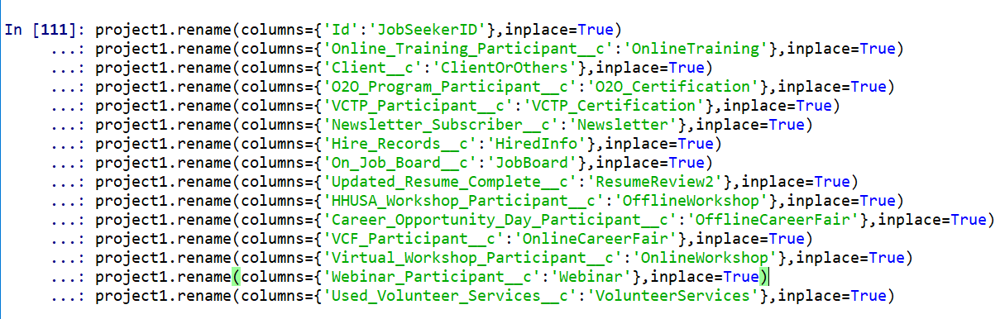 In [111]: project1.rename(columns={'Id':'JobSeekerID'},inplace=True)
...: project1.rename(columns={'Online_Training_Participant__c':'OnlineTraining'},inplace=True)
...: project1.rename(columns={'Client__c':'ClientOrOthers'},inplace=True)
...: project1.rename(columns={'O2O_Program_Participant__c':'O2O_Certification'},inplace=True)
...: project1.rename(columns={'VCTP_Participant__c':'VCTP_Certification'},inplace=True)
...: project1.rename(columns={'Newsletter_Subscriber__c':'Newsletter'},inplace=True)
...: project1.rename(columns={'Hire_Records__c':'HiredInfo'},inplace=True)
...: project1.rename(columns={'On_Job_Board__c':'JobBoard'},inplace=True)
...: project1.rename(columns={'Updated_Resume_Complete__c':'ResumeReview2'},inplace=True)
...: project1.rename(columns={'HHUSA_Workshop_Participant__c':'OfflineWorkshop'},inplace=True)
...: project1.rename(columns={'Career_Opportunity_Day_Participant__c':'OfflineCareerFair'},inplace=True)
...: project1.rename(columns={'VCF_Participant__c':'OnlineCareerFair'},inplace=True)
...: project1.rename(columns={'Virtual_Workshop_Participant__c':'OnlineWorkshop'},inplace=True)
...: project1.rename(columns={'Webinar_Participant__c':'Webinar'},inplace=True)
...: project1.rename(columns={'Used_Volunteer_Services__c':'VolunteerServices'},inplace=True)